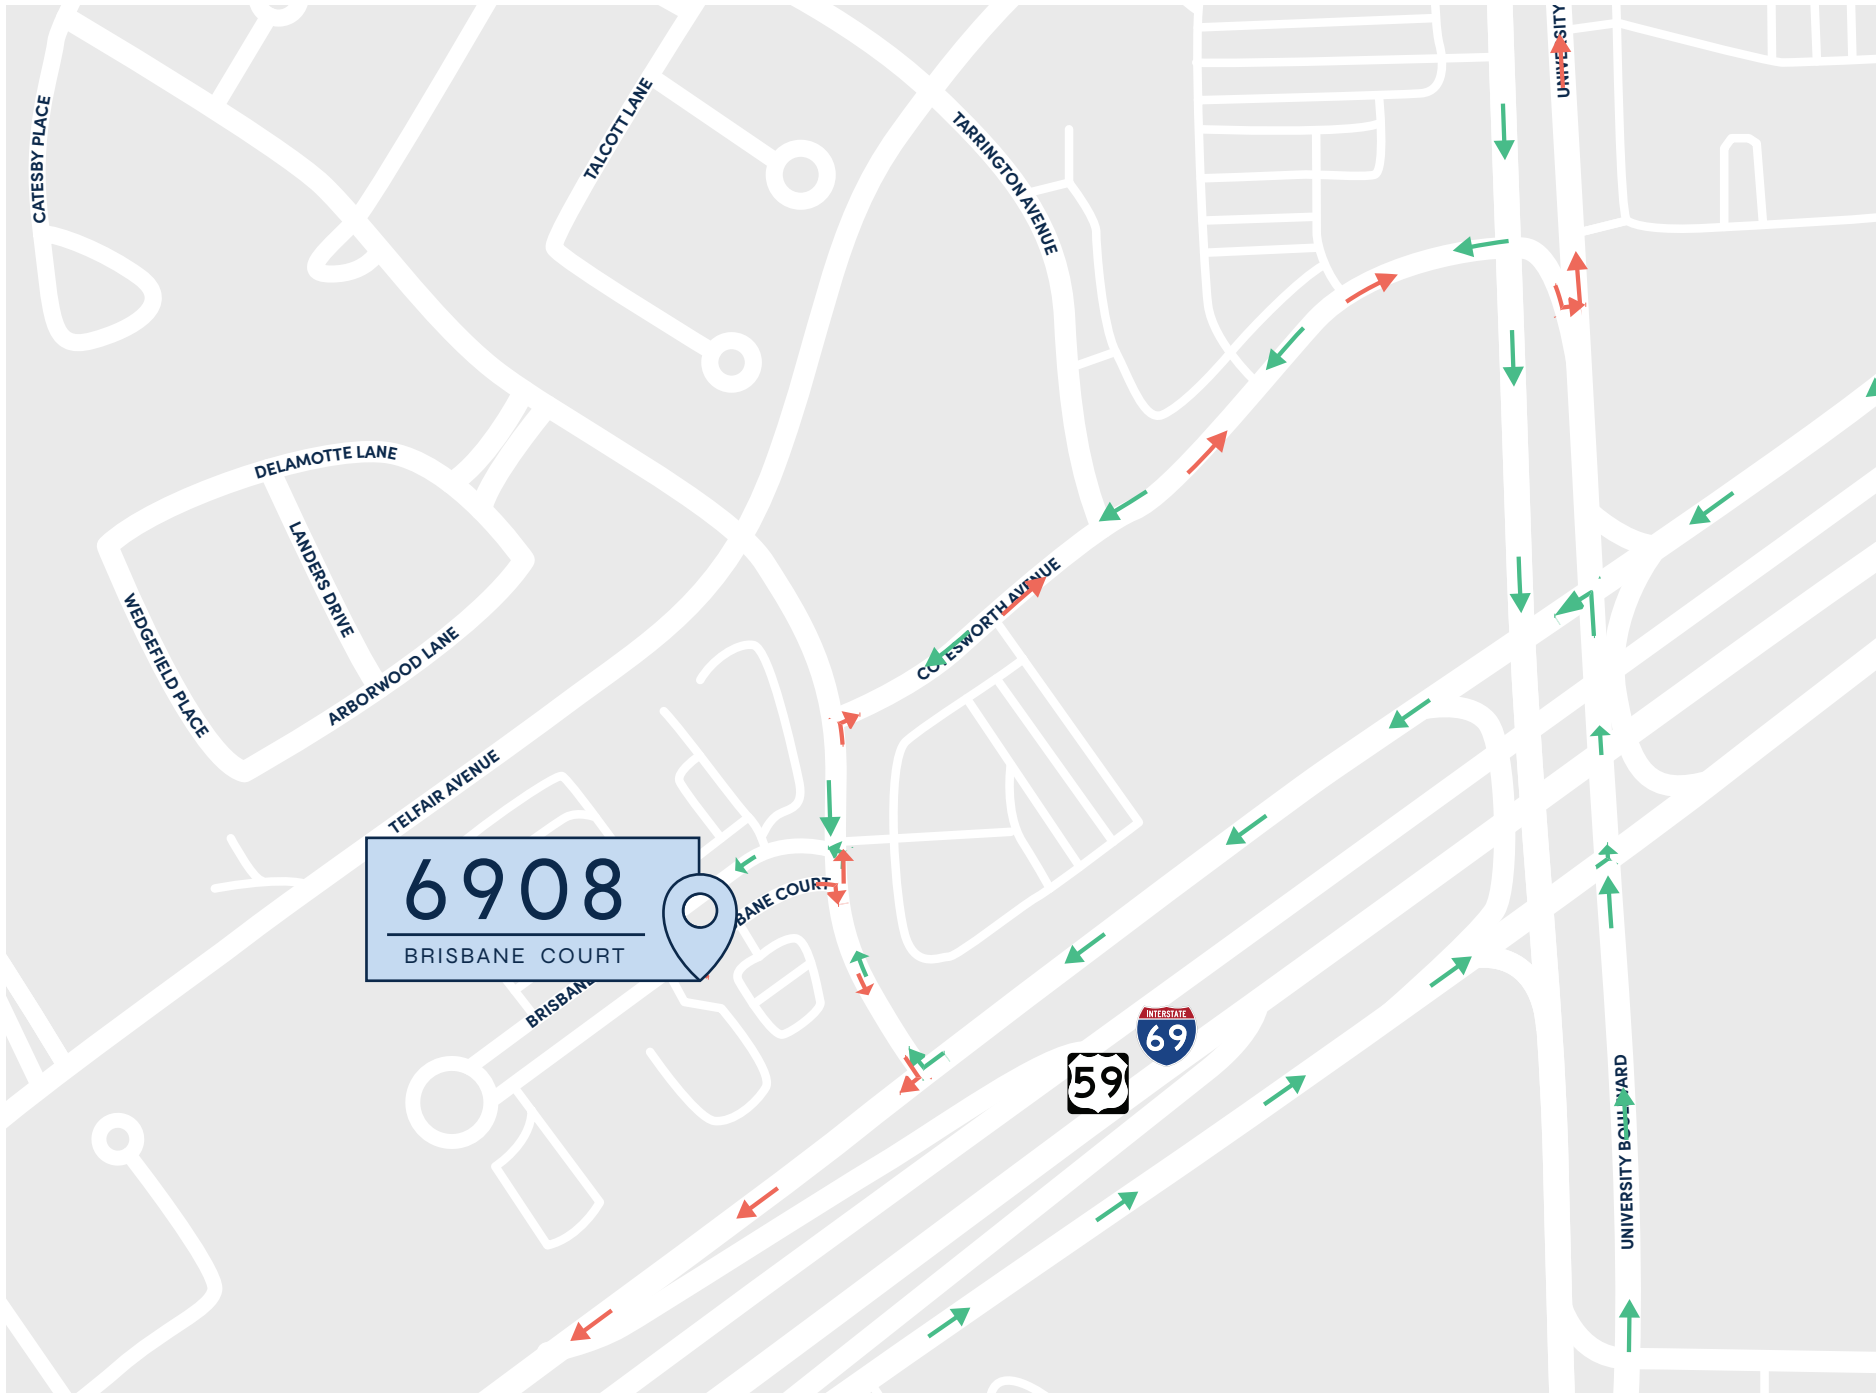 UNIVERSITY
CATESBY PLACE
TALCOTT LANE
TARRINGTON AVENUE
DELAMOTTE LANE
LANDERS DRIVE
WEDGEFIELD PLACE
ARBORWOOD LANE
COTESWORTH AVENUE
TELFAIR AVENUE
6908
BRISBANE COURT
BANE COURT
BRISBANE
INTERSTATE
69
59
UNIVERSITY BOULEVARD